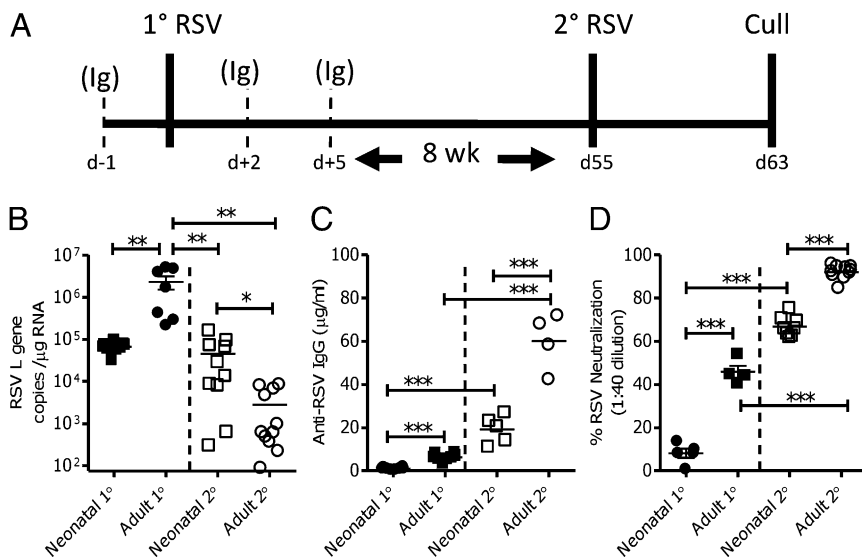 A
1° RSV
2° RSV
Cull
(Ig)
(Ig)
(Ig)
d-1
d+2
d+5
8 wk
d55
d63
B
RSV L gene
copies /μg RNA
10⁷
10⁶
10⁵
10⁴
10³
10²
**
**
**
*
Neonatal 1°
Adult 1°
Neonatal 2°
Adult 2°
C
Anti-RSV IgG (μg/ml)
100
80
60
40
20
0
***
***
***
***
Neonatal 1°
Adult 1°
Neonatal 2°
Adult 2°
D
% RSV Neutralization
(1:40 dilution)
100
80
60
40
20
0
***
***
***
***
Neonatal 1°
Adult 1°
Neonatal 2°
Adult 2°